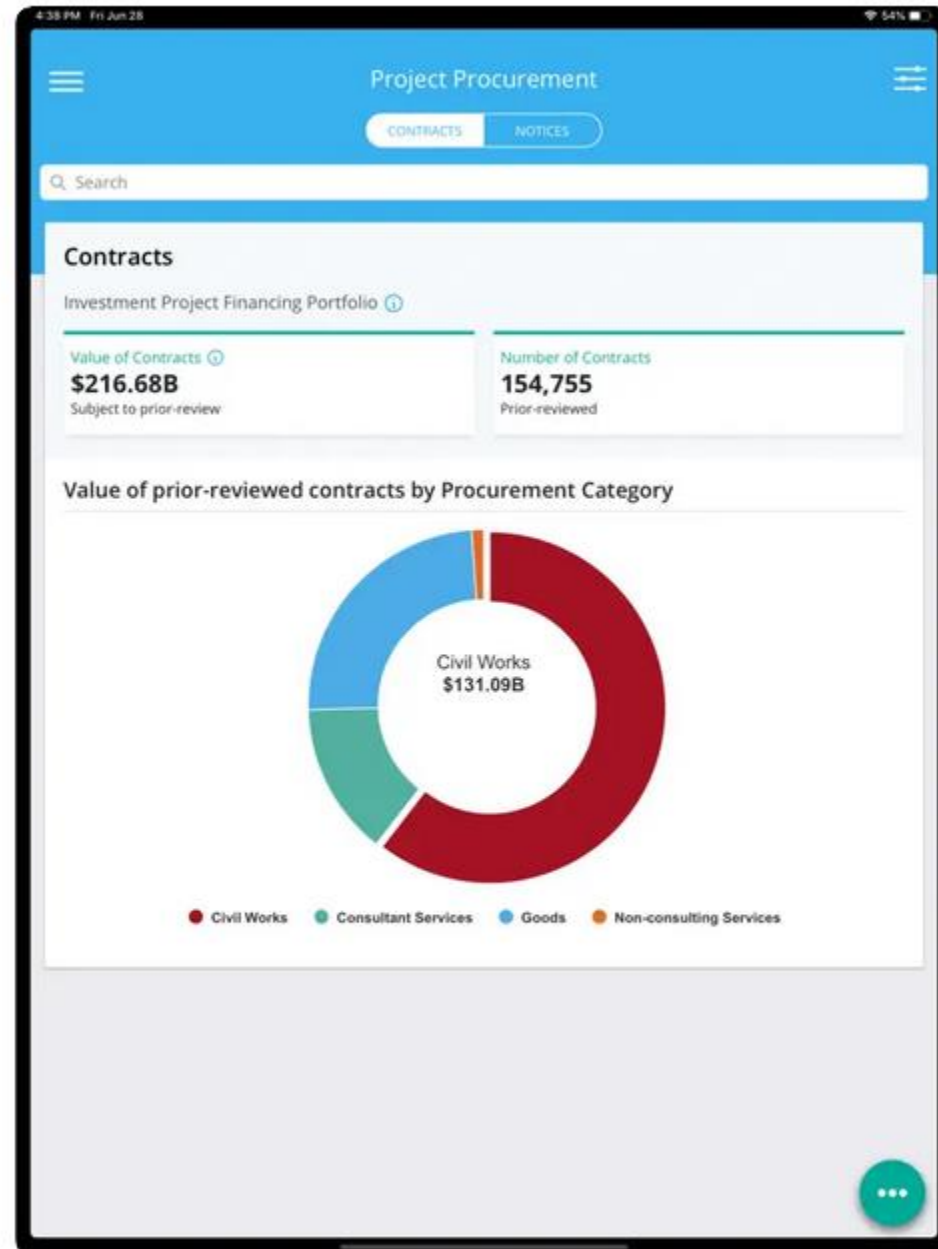 4:38 PM Fri Jun 28 54%
Project Procurement
CONTRACTS NOTICES
Search
Contracts
Investment Project Financing Portfolio
Value of Contracts Number of Contracts
$216.68B 154,755
Subject to prior-review Prior-reviewed
Value of prior-reviewed contracts by Procurement Category
Civil Works
$131.09B
Civil Works Consultant Services Goods Non-consulting Services